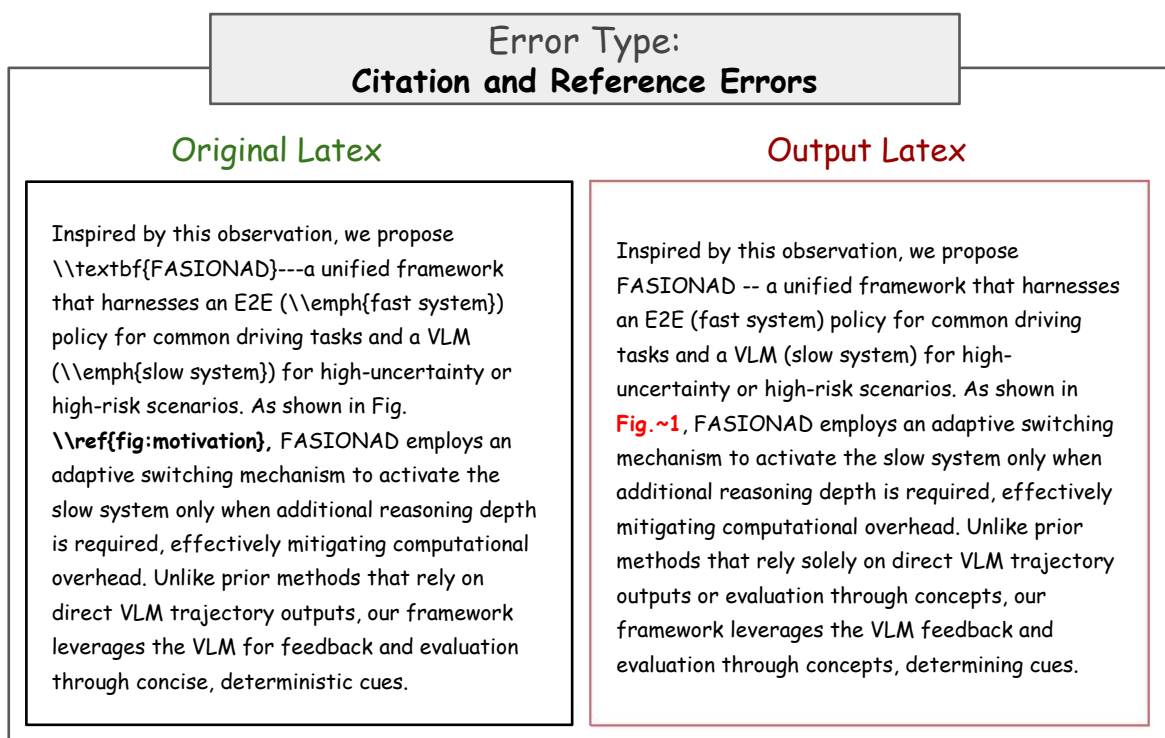 Error Type:
Citation and Reference Errors
Original Latex
Inspired by this observation, we propose
\\textbf{FASIONAD}---a unified framework
that harnesses an E2E (\\emph{fast system})
policy for common driving tasks and a VLM
(\\emph{slow system}) for high-uncertainty or
high-risk scenarios. As shown in Fig.
\\ref{fig:motivation}, FASIONAD employs an
adaptive switching mechanism to activate the
slow system only when additional reasoning depth
is required, effectively mitigating computational
overhead. Unlike prior methods that rely on
direct VLM trajectory outputs, our framework
leverages the VLM for feedback and evaluation
through concise, deterministic cues.
Output Latex
Inspired by this observation, we propose
FASIONAD -- a unified framework that harnesses
an E2E (fast system) policy for common driving
tasks and a VLM (slow system) for high-
uncertainty or high-risk scenarios. As shown in
Fig.~1, FASIONAD employs an adaptive switching
mechanism to activate the slow system only when
additional reasoning depth is required, effectively
mitigating computational overhead. Unlike prior
methods that rely solely on direct VLM trajectory
outputs or evaluation through concepts, our
framework leverages the VLM feedback and
evaluation through concepts, determining cues.